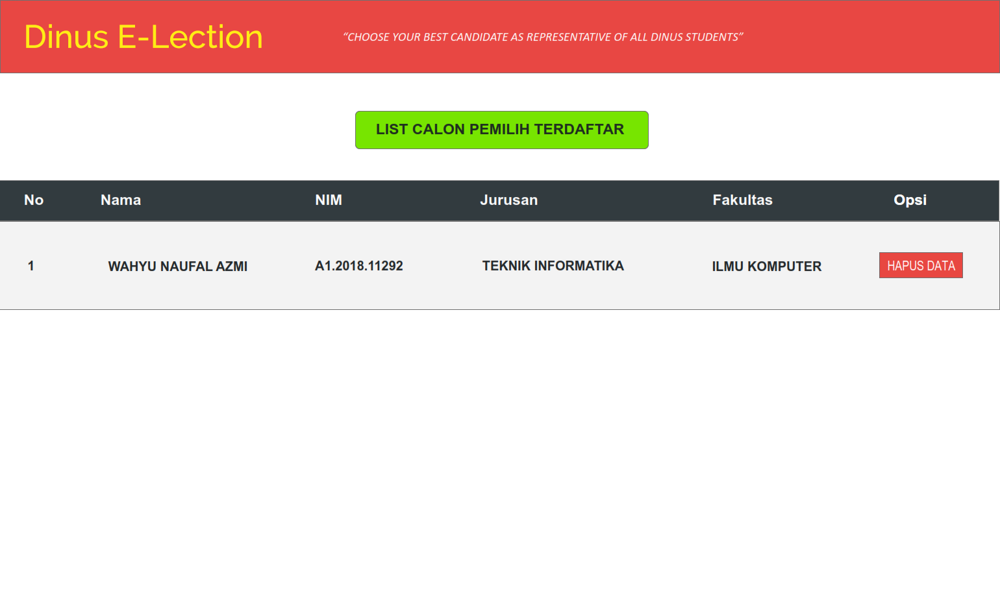 Dinus E-Lection
“CHOOSE YOUR BEST CANDIDATE AS REPRESENTATIVE OF ALL DINUS STUDENTS”
LIST CALON PEMILIH TERDAFTAR
No Nama NIM Jurusan Fakultas Opsi
1 WAHYU NAUFAL AZMI A1.2018.11292 TEKNIK INFORMATIKA ILMU KOMPUTER HAPUS DATA